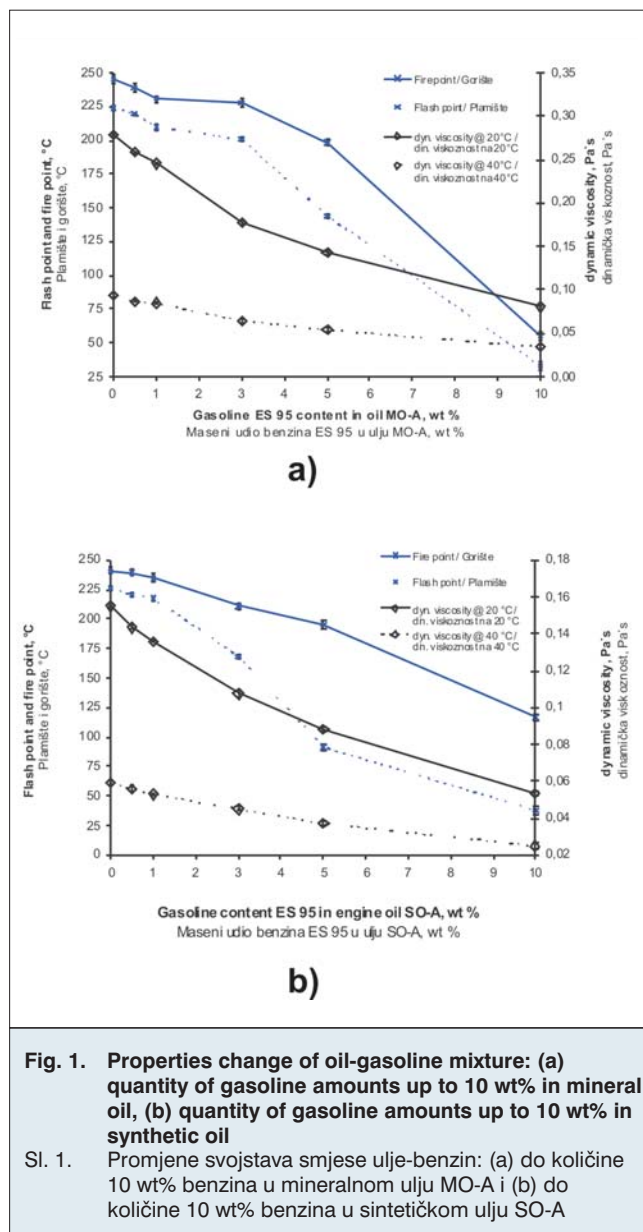 250
225
200
175
150
125
100
75
50
25
Flash point and fire point, °C
Plamište i gorište, °C
0,35
0,30
0,25
0,20
0,15
0,10
0,05
0,00
dynamic viscosity, Pa´s
dinamička viskoznost, Pa´s
Fire point / Gorište
Flash point / Plamište
dyn. viscosity @ 20°C /
din. viskoznost na 20°C
dyn. viscosity @ 40°C /
din. viskoznost na 40°C
0 1 2 3 4 5 6 7 8 9 10
Gasoline ES 95 content in oil MO-A, wt %
Maseni udio benzina ES 95 u ulju MO-A, wt %
a)
250
225
200
175
150
125
100
75
50
25
0
Flash point and fire point, °C
Plamište i gorište, °C
0,18
0,16
0,14
0,12
0,1
0,08
0,06
0,04
0,02
dynamic viscosity, Pa´s
dinamička viskoznost, Pa´s
Fire point / Gorište
Flash point / Plamište
dyn. viscosity @ 20 °C /
din. viskoznost na 20 °C
dyn. viscosity @ 40 °C /
din. viskoznost na 40 °C
0 1 2 3 4 5 6 7 8 9 10
Gasoline content ES 95 in engine oil SO-A, wt %
Maseni udio benzina ES 95 u ulju SO-A, wt %
b)
Fig. 1. Properties change of oil-gasoline mixture: (a)
quantity of gasoline amounts up to 10 wt% in mineral
oil, (b) quantity of gasoline amounts up to 10 wt% in
synthetic oil
Sl. 1. Promjene svojstava smjese ulje-benzin: (a) do količine
10 wt% benzina u mineralnom ulju MO-A i (b) do
količine 10 wt% benzina u sintetičkom ulju SO-A